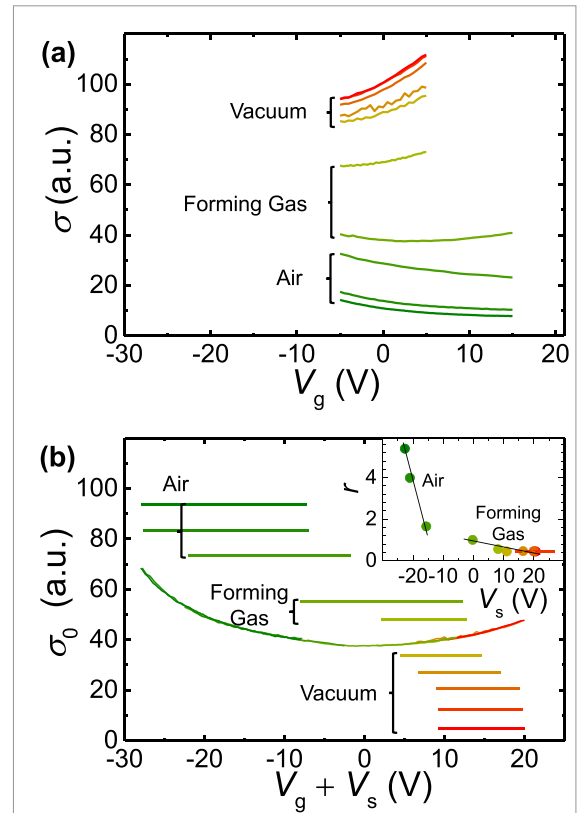 (a)
100
80
60
40
20
0
σ (a.u.)
Vacuum
Forming Gas
Air
-30 -20 -10 0 10 20
Vg (V)
(b)
100
80
60
40
20
0
σ0 (a.u.)
Air
Forming
Gas
Vacuum
4
2
0
r
Air
Forming
Gas
-20 -10 0 10 20
Vs (V)
-30 -20 -10 0 10 20
Vg + Vs (V)